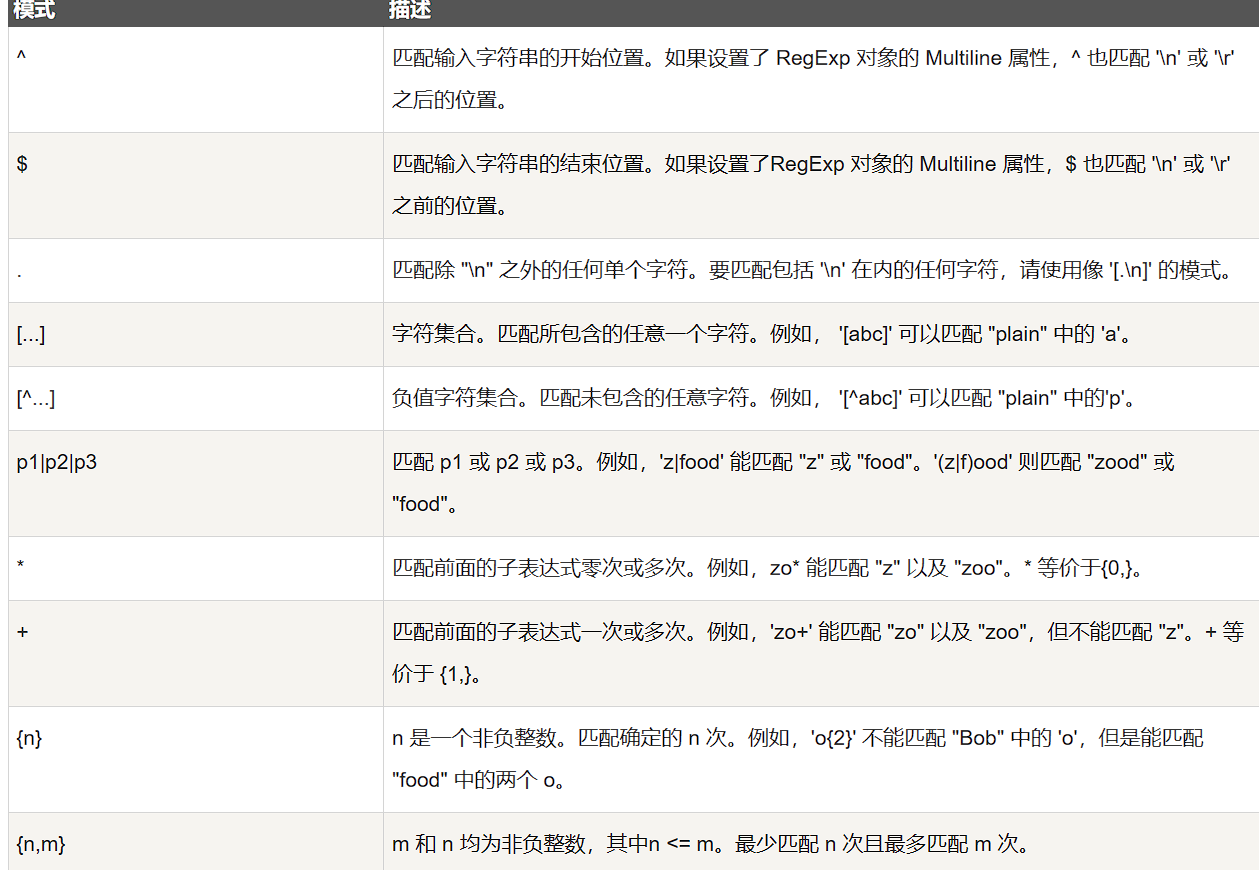 模式 描述
^ 匹配输入字符串的开始位置。如果设置了 RegExp 对象的 Multiline 属性，^ 也匹配 '\n' 或 '\r'
之后的位置。
$ 匹配输入字符串的结束位置。如果设置了RegExp 对象的 Multiline 属性，$ 也匹配 '\n' 或 '\r'
之前的位置。
. 匹配除 "\n" 之外的任何单个字符。要匹配包括 '\n' 在内的任何字符，请使用像 '[.\n]' 的模式。
[...] 字符集合。匹配所包含的任意一个字符。例如， '[abc]' 可以匹配 "plain" 中的 'a'。
[^...] 负值字符集合。匹配未包含的任意字符。例如， '[^abc]' 可以匹配 "plain" 中的'p'。
p1|p2|p3 匹配 p1 或 p2 或 p3。例如，'z|food' 能匹配 "z" 或 "food"。'(z|f)ood' 则匹配 "zood" 或
"food"。
* 匹配前面的子表达式零次或多次。例如，zo* 能匹配 "z" 以及 "zoo"。* 等价于{0,}。
+ 匹配前面的子表达式一次或多次。例如，'zo+' 能匹配 "zo" 以及 "zoo"，但不能匹配 "z"。+ 等
价于 {1,}。
{n} n 是一个非负整数。匹配确定的 n 次。例如，'o{2}' 不能匹配 "Bob" 中的 'o'，但是能匹配
"food" 中的两个 o。
{n,m} m 和 n 均为非负整数，其中n <= m。最少匹配 n 次且最多匹配 m 次。